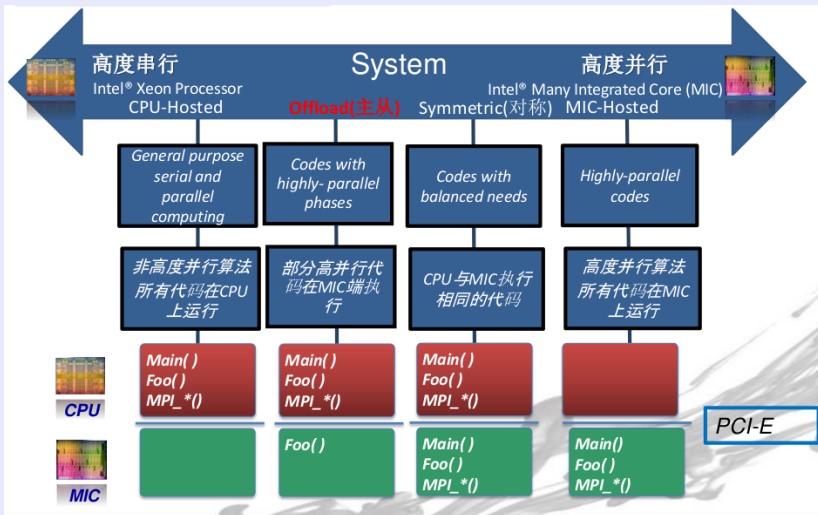 高度串行
System
高度并行
Intel® Xeon Processor
Intel® Many Integrated Core (MIC)
CPU-Hosted
Offload(主从)
Symmetric(对称)
MIC-Hosted
General purpose
serial and
parallel
computing
Codes with
highly- parallel
phases
Codes with
balanced needs
Highly-parallel
codes
非高度并行算法
所有代码在CPU
上运行
部分高并行代
码在MIC端执
行
CPU与MIC执行
相同的代码
高度并行算法
所有代码在MIC
上运行
Main( )
Foo( )
MPI_*()
Main( )
Foo( )
MPI_*()
Main( )
Foo( )
MPI_*()
CPU
PCI-E
Foo( )
Main( )
Foo( )
MPI_*()
Main()
Foo( )
MPI_*()
MIC